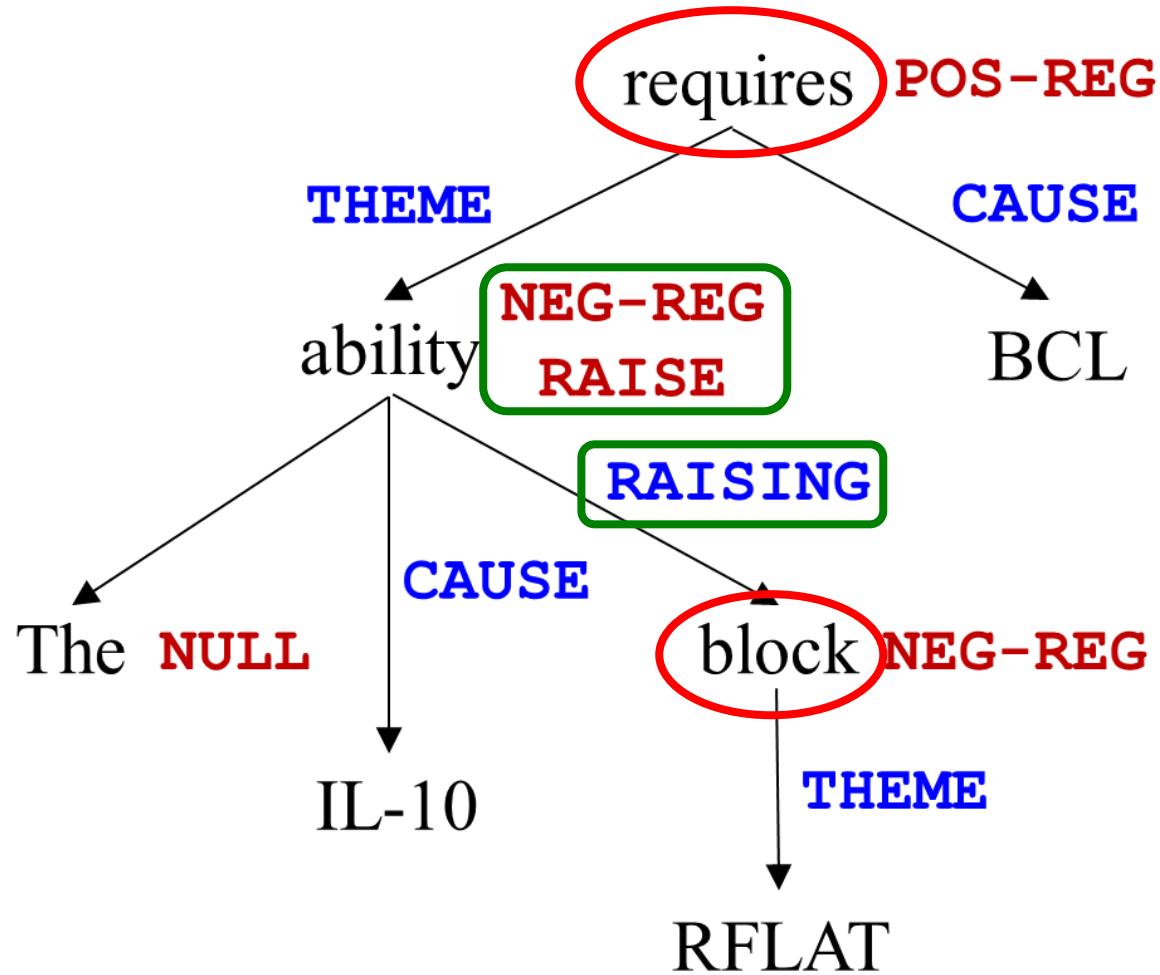 requires POS-REG
THEME
CAUSE
ability
NEG-REG
RAISE
BCL
RAISING
CAUSE
The NULL
block NEG-REG
IL-10
THEME
RFLAT